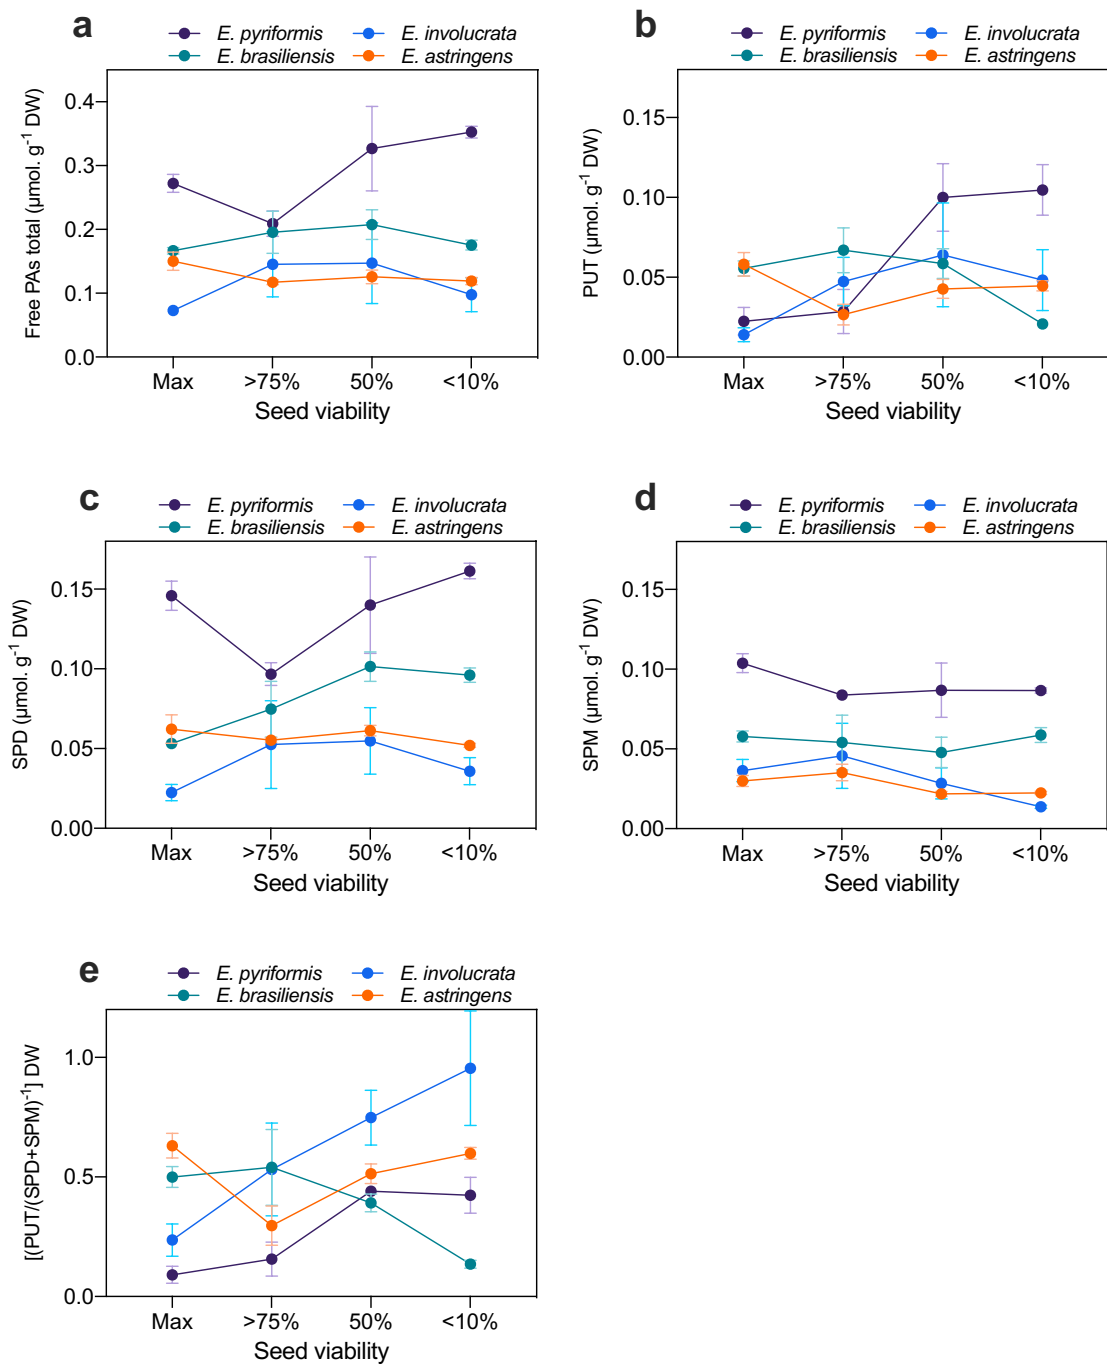 a
E. pyriformis
E. involucrata
E. brasiliensis
E. astringens
Free PAs total (μmol. g⁻¹ DW)
0.4
0.3
0.2
0.1
0.0
Max >75% 50% <10%
Seed viability
b
E. pyriformis
E. involucrata
E. brasiliensis
E. astringens
PUT (μmol. g⁻¹ DW)
0.15
0.10
0.05
0.00
Max >75% 50% <10%
Seed viability
c
E. pyriformis
E. involucrata
E. brasiliensis
E. astringens
SPD (μmol. g⁻¹ DW)
0.15
0.10
0.05
0.00
Max >75% 50% <10%
Seed viability
d
E. pyriformis
E. involucrata
E. brasiliensis
E. astringens
SPM (μmol. g⁻¹ DW)
0.15
0.10
0.05
0.00
Max >75% 50% <10%
Seed viability
e
E. pyriformis
E. involucrata
E. brasiliensis
E. astringens
[(PUT/(SPD+SPM)⁻¹] DW
1.0
0.5
0.0
Max >75% 50% <10%
Seed viability